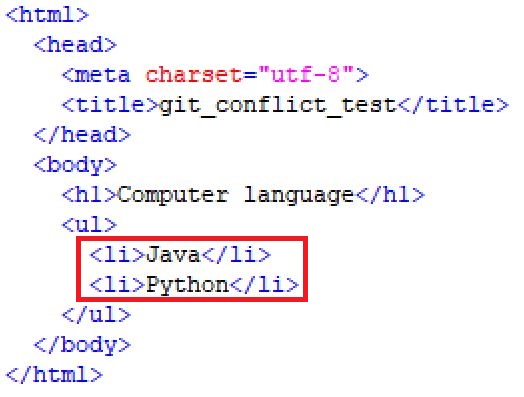 <html>
<head>
<meta charset="utf-8">
<title>git_conflict_test</title>
</head>
<body>
<h1>Computer language</h1>
<ul>
<li>Java</li>
<li>Python</li>
</ul>
</body>
</html>